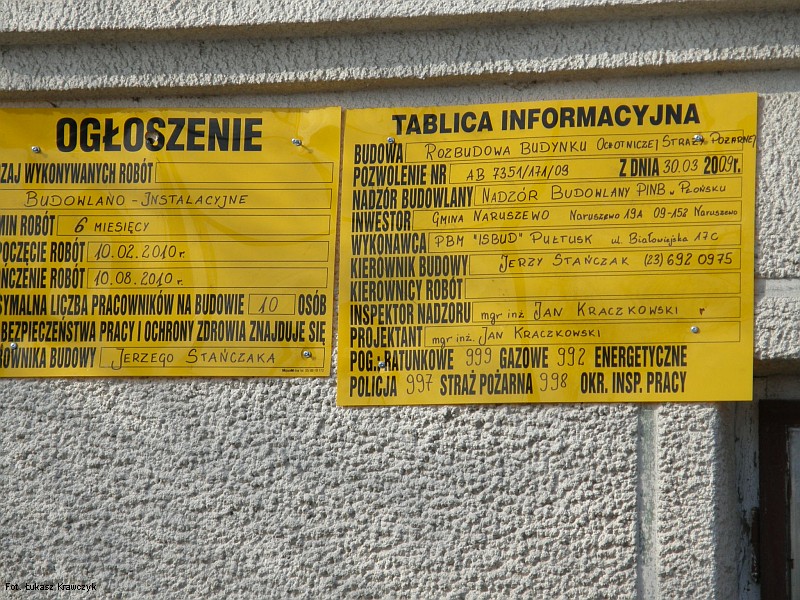 OGŁOSZENIE
ZAJ WYKONYWANYCH ROBÓT
BUDOWLANO - INSTALACYJNE
MIN ROBÓT 6 MIESIĘCY
POCZĘCIE ROBÓT 10.02.2010r.
OŃCZENIE ROBÓT 10.08.2010r.
SYMALNA LICZBA PRACOWNIKÓW NA BUDOWIE 10 OSÓB
BEZPIECZEŃSTWA PRACY I OCHRONY ZDROWIA ZNAJDUJE SIĘ
ROWNIKA BUDOWY JERZEGO STAŃCZAKA
TABLICA INFORMACYJNA
BUDOWA ROZBUDOWA BUDYNKU OCHOTNICZEJ STRAŻY POŻARNEJ
POZWOLENIE NR AB 7351/171/09 Z DNIA 30.03 2009r.
NADZÓR BUDOWLANY NADZÓR BUDOWLANY PINB w PŁOŃSKU
INWESTOR GMINA NARUSZEWO NARUSZEWO 19A 09-152 NARUSZEWO
WYKONAWCA PBM "ISBUD" PUŁTUSK ul. Białowiejska 17C
KIEROWNIK BUDOWY JERZY STAŃCZAK (23) 692 0975
KIEROWNICY ROBÓT
INSPEKTOR NADZORU mgr inż. JAN KRACZKOWSKI r
PROJEKTANT mgr inż. JAN KRACZKOWSKI
POG. RATUNKOWE 999 GAZOWE 992 ENERGETYCZNE
POLICJA 997 STRAŻ POŻARNA 998 OKR. INSP. PRACY
Fot. Łukasz Krawczyk